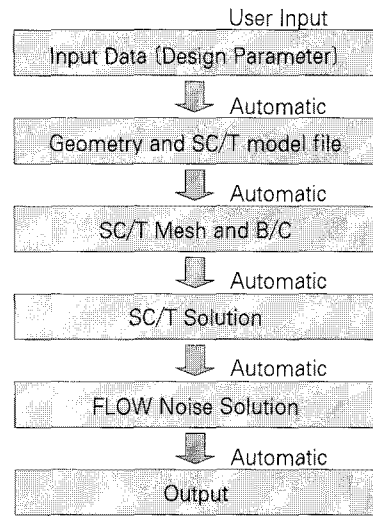 User Input
Input Data (Design Parameter)
Automatic
Geometry and SC/T model file
Automatic
SC/T Mesh and B/C
Automatic
SC/T Solution
Automatic
FLOW Noise Solution
Automatic
Output